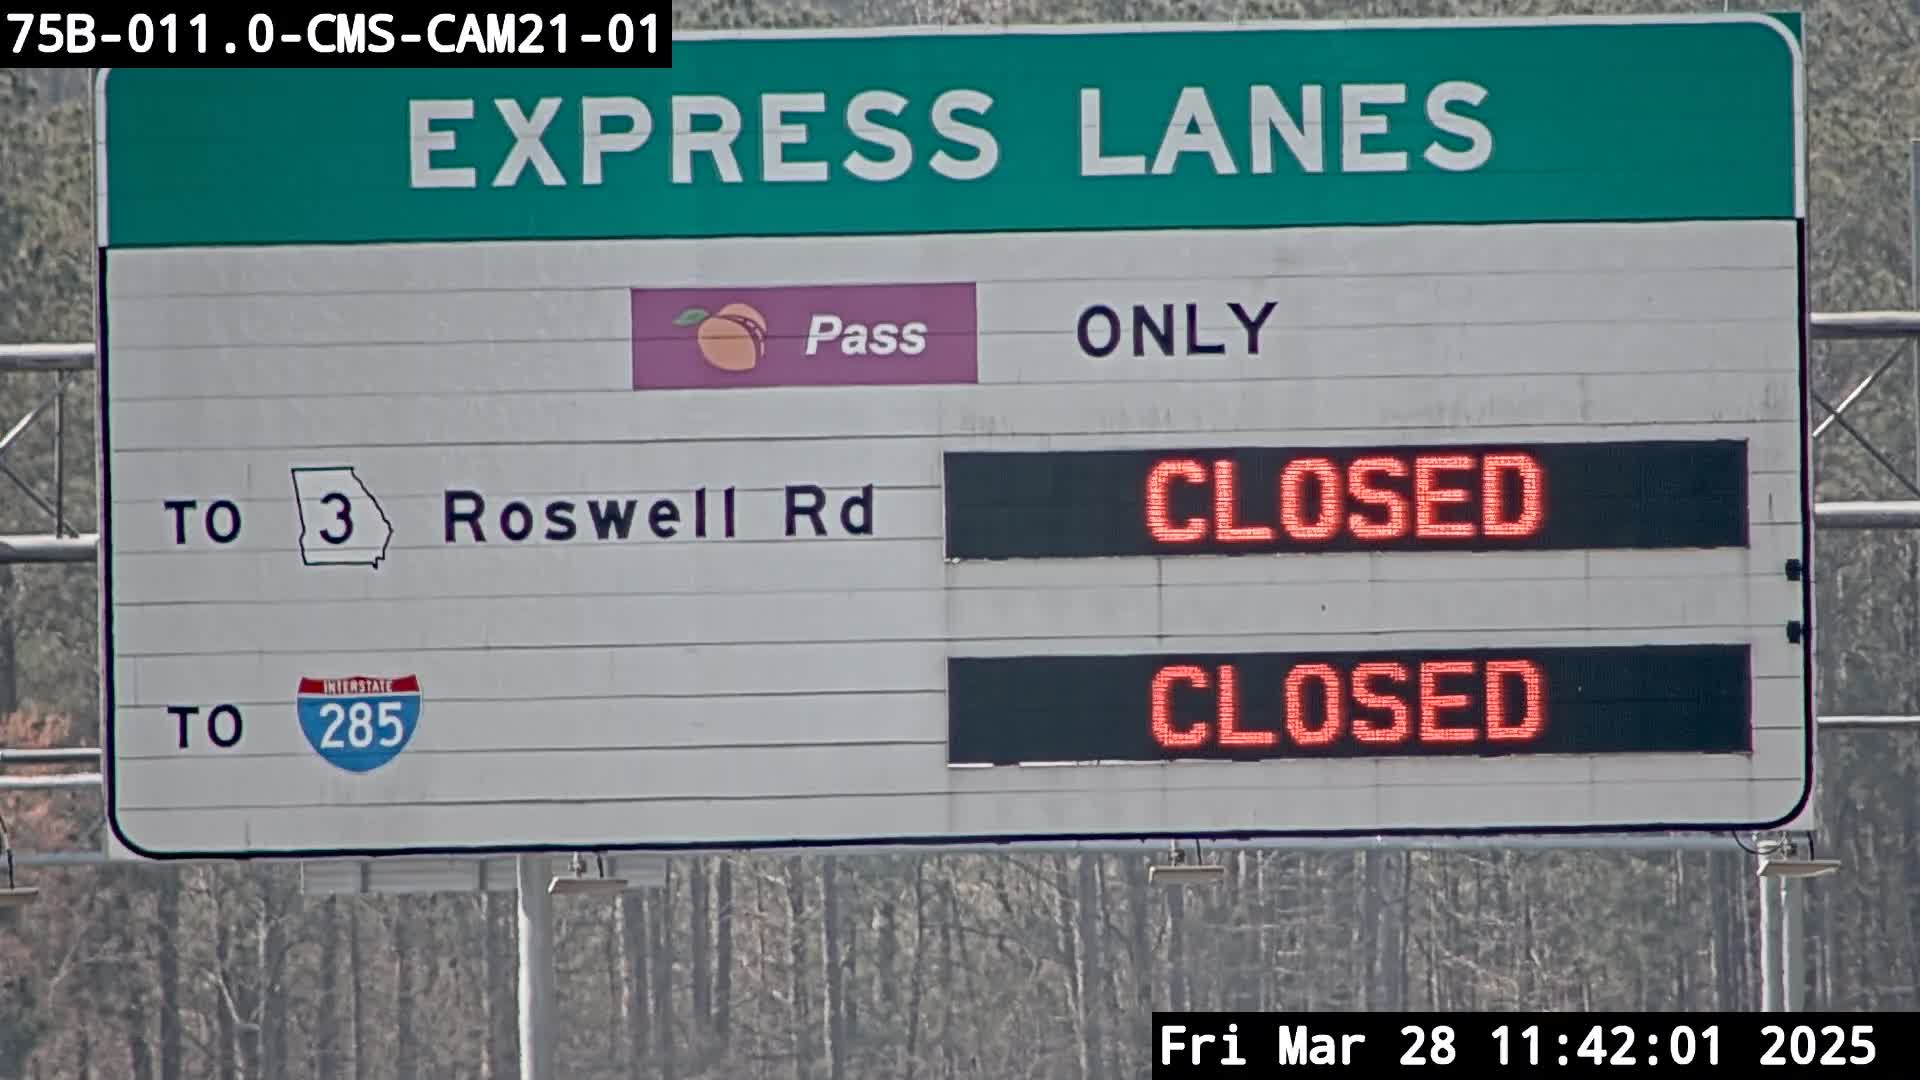 75B-011.0-CMS-CAM21-01
EXPRESS LANES
Pass ONLY
TO 3 Roswell Rd CLOSED
INTERSTATE
TO 285 CLOSED
Fri Mar 28 11:42:01 2025